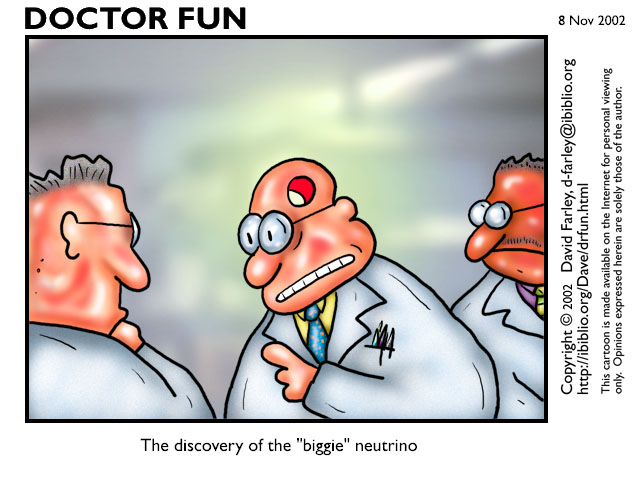 DOCTOR FUN
8 Nov 2002
Copyright © 2002 David Farley, d-farley@ibiblio.org
http://ibiblio.org/Dave/drfun.html
This cartoon is made available on the Internet for personal viewing
only. Opinions expressed herein are solely those of the author.
The discovery of the "biggie" neutrino